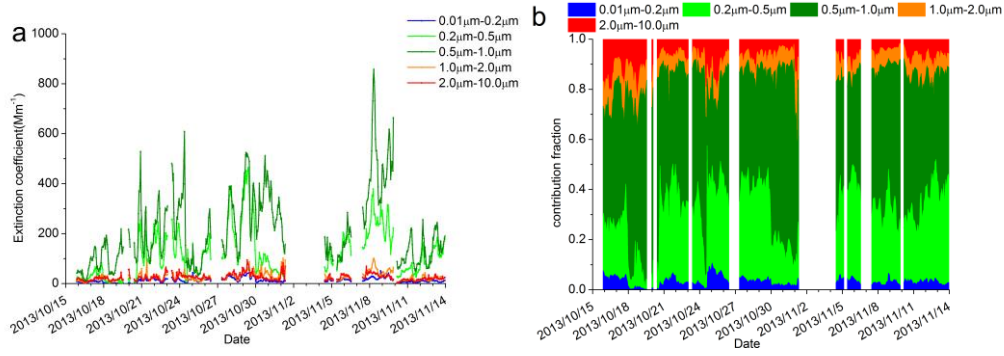 a
0.01μm-0.2μm
0.2μm-0.5μm
0.5μm-1.0μm
1.0μm-2.0μm
2.0μm-10.0μm
Extinction coefficient(Mm⁻¹)
1000
800
600
400
200
0
2013/10/15
2013/10/18
2013/10/21
2013/10/24
2013/10/27
2013/10/30
2013/11/2
2013/11/5
2013/11/8
2013/11/11
2013/11/14
Date
b
0.01μm-0.2μm 0.2μm-0.5μm 0.5μm-1.0μm 1.0μm-2.0μm
2.0μm-10.0μm
contribution fraction
1.0
0.8
0.6
0.4
0.2
0.0
2013/10/15
2013/10/18
2013/10/21
2013/10/24
2013/10/27
2013/10/30
2013/11/2
2013/11/5
2013/11/8
2013/11/11
2013/11/14
Date